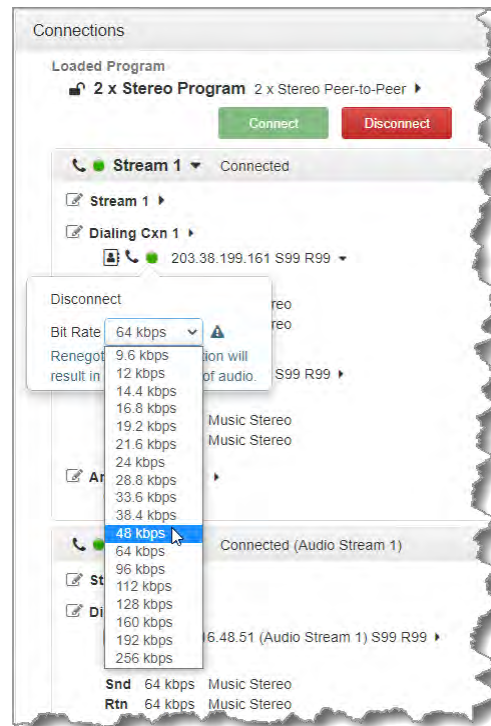 Connections
Loaded Program
2 x Stereo Program 2 x Stereo Peer-to-Peer
Connect Disconnect
Stream 1 Connected
Stream 1
Dialing Cxn 1
203.38.199.161 S99 R99
Disconnect
reo
Bit Rate 64 kbps
reo
Renegot tion will
result in of audio.
S99 R99
9.6 kbps
12 kbps
14.4 kbps
16.8 kbps
19.2 kbps
Music Stereo
21.6 kbps
Music Stereo
24 kbps
28.8 kbps
An
33.6 kbps
38.4 kbps
48 kbps
64 kbps
Connected (Audio Stream 1)
96 kbps
St
112 kbps
128 kbps
Di
160 kbps
192 kbps
6.48.51 (Audio Stream 1) S99 R99
256 kbps
Snd 64 kbps Music Stereo
Rtn 64 kbps Music Stereo